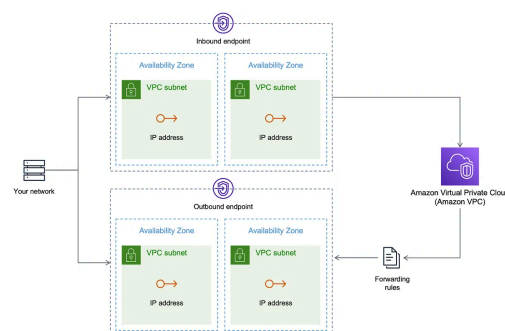 Inbound endpoint
Availability Zone
Availability Zone
VPC subnet
VPC subnet
IP address
IP address
Your network
Amazon Virtual Private Clou
(Amazon VPC)
Outbound endpoint
Availability Zone
Availability Zone
VPC subnet
VPC subnet
IP address
IP address
Forwarding
rules